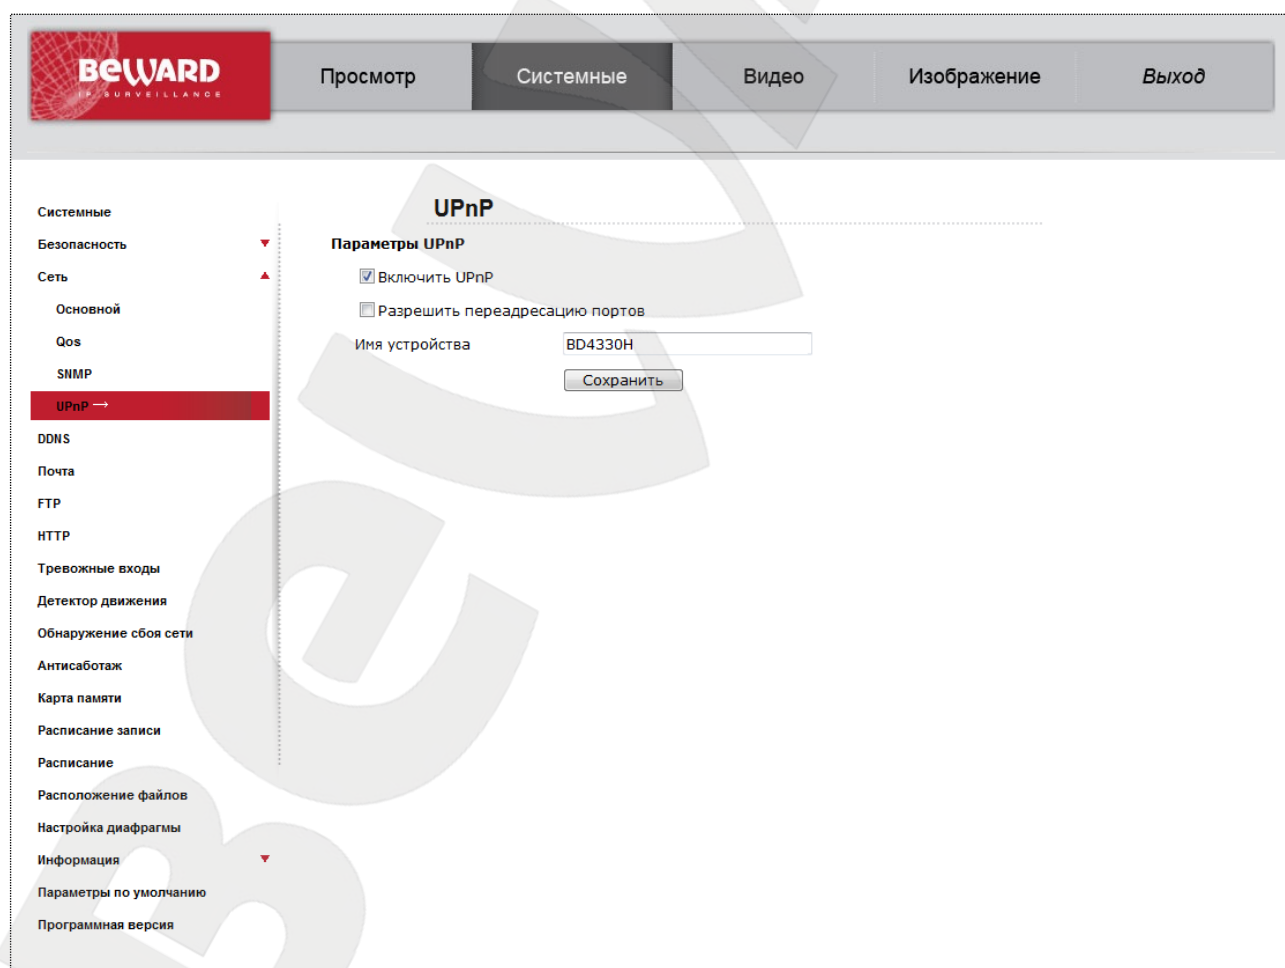 BEWARD
IP SURVEILLANCE
Просмотр
Системные
Видео
Изображение
Выход
Системные
Безопасность
Сеть
Основной
Qos
SNMP
UPnP →
DDNS
Почта
FTP
HTTP
Тревожные входы
Детектор движения
Обнаружение сбоя сети
Антисаботаж
Карта памяти
Расписание записи
Расписание
Расположение файлов
Настройка диафрагмы
Информация
Параметры по умолчанию
Программная версия
UPnP
Параметры UPnP
Включить UPnP
Разрешить переадресацию портов
Имя устройства BD4330H
Сохранить